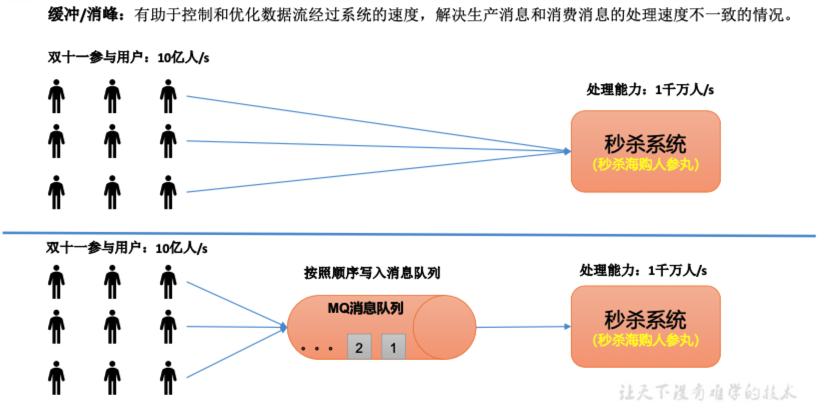 缓冲/消峰：有助于控制和优化数据流经过系统的速度，解决生产消息和消费消息的处理速度不一致的情况。
双十一参与用户：10亿人/s
处理能力：1千万人/s
秒杀系统
(秒杀海购人参丸)
双十一参与用户：10亿人/s
按照顺序写入消息队列
处理能力：1千万人/s
MQ消息队列
• • • 2 1
秒杀系统
(秒杀海购人参丸)
让天下没有难学的技术